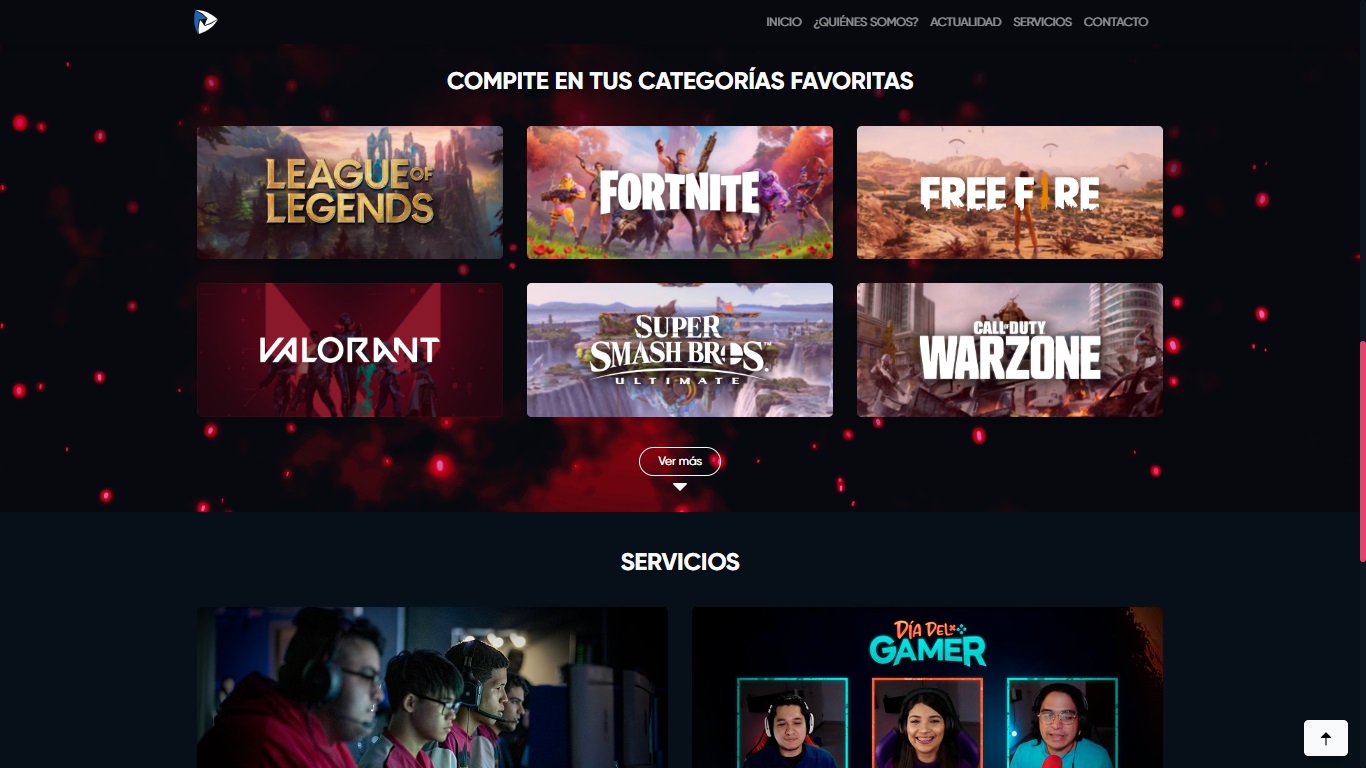 INICIO ¿QUIÉNES SOMOS? ACTUALIDAD SERVICIOS CONTACTO
COMPITE EN TUS CATEGORÍAS FAVORITAS
LEAGUE OF
LEGENDS
FORTNITE
FREE FIRE
VALORANT
SUPER
SMASH BROS.™
ULTIMATE
CALL OF DUTY
WARZONE
Ver más
SERVICIOS
DÍA DEL
GAMER